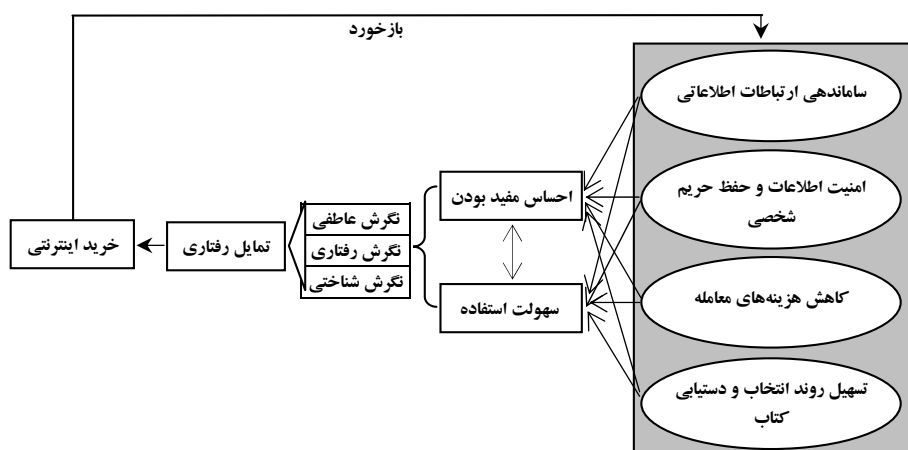 بازخورد
ساماندهی ارتباطات اطلاعاتی
امنیت اطلاعات و حفظ حریم
شخصی
کاهش هزینه‌های معامله
تسهیل روند انتخاب و دستیابی
کتاب
احساس مفید بودن
سهولت استفاده
نگرش عاطفی
نگرش رفتاری
نگرش شناختی
تمایل رفتاری
خرید اینترنتی